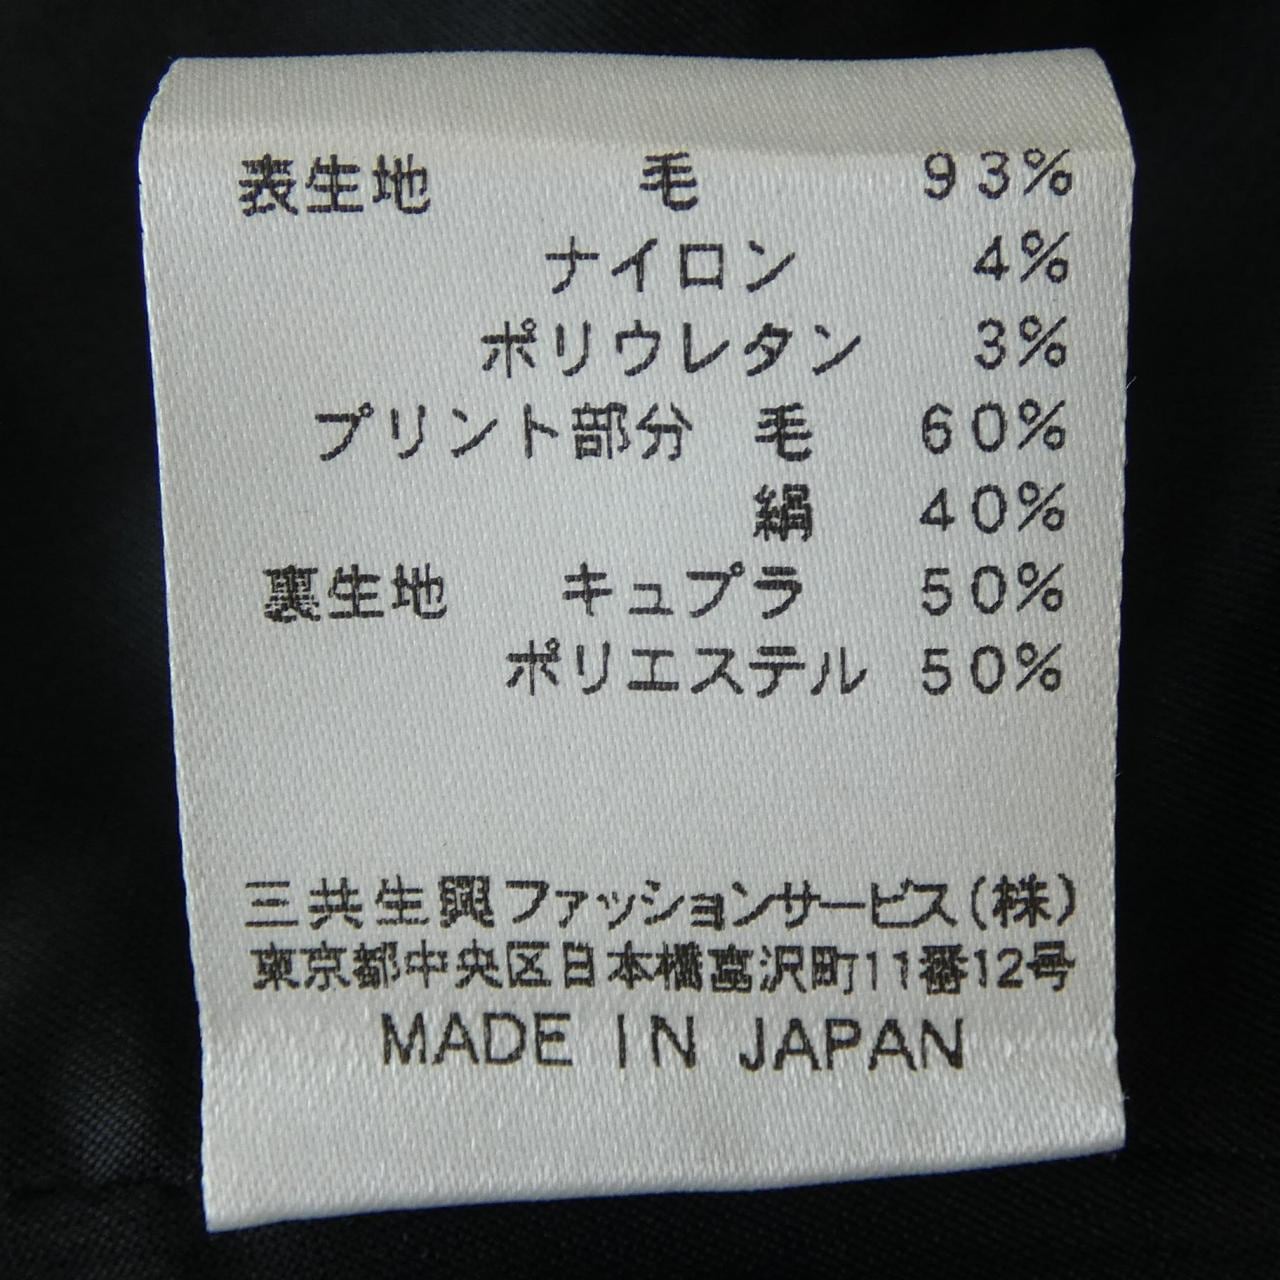 表生地 毛 93%
ナイロン 4%
ポリウレタン 3%
プリント部分 毛 60%
絹 40%
裏生地 キュプラ 50%
ポリエステル 50%
三共生興ファッションサービス(株)
東京都中央区日本橋富沢町11番12号
MADE IN JAPAN